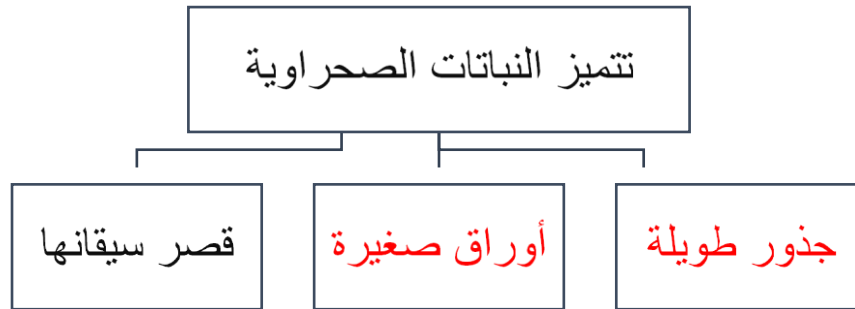 تتميز النباتات الصحراوية
جذور طويلة
أوراق صغيرة
قصر سيقانها